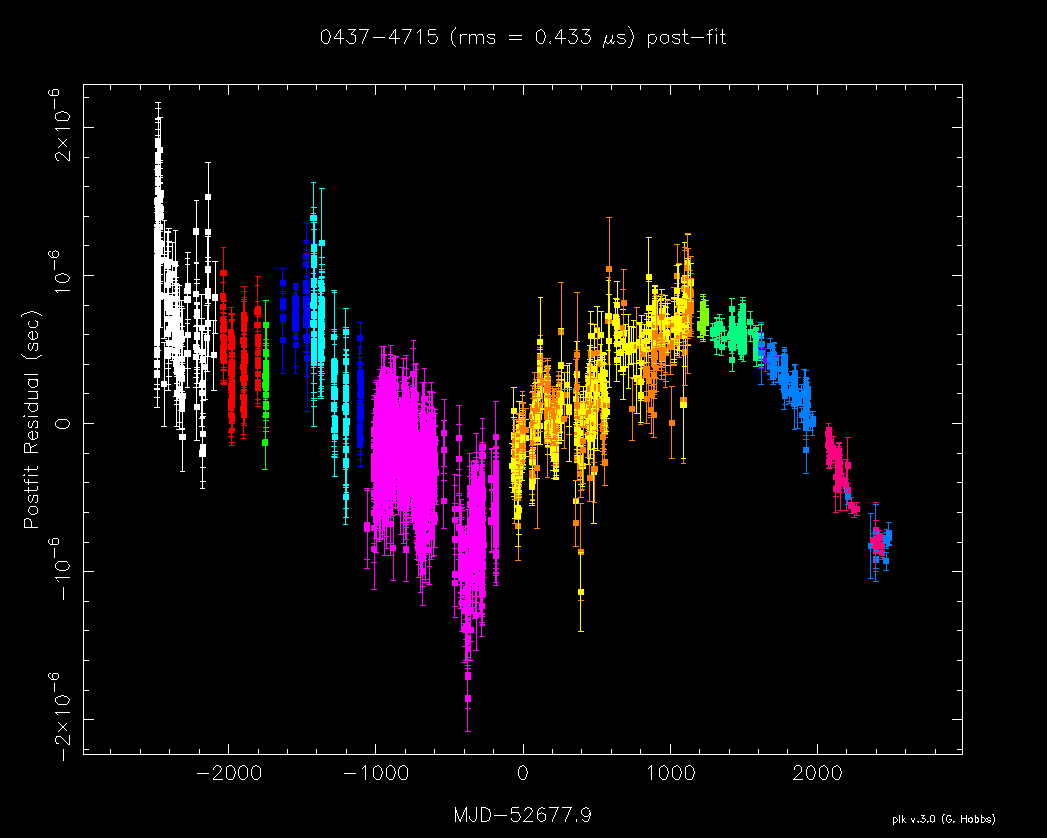 0437−4715 (rms = 0.433 μs) post−fit
Postfit Residual (sec)
2×10⁻⁶
10⁻⁶
0
−10⁻⁶
−2×10⁻⁶
−2000 −1000 0 1000 2000
MJD−52677.9
plk v.3.0 (G. Hobbs)